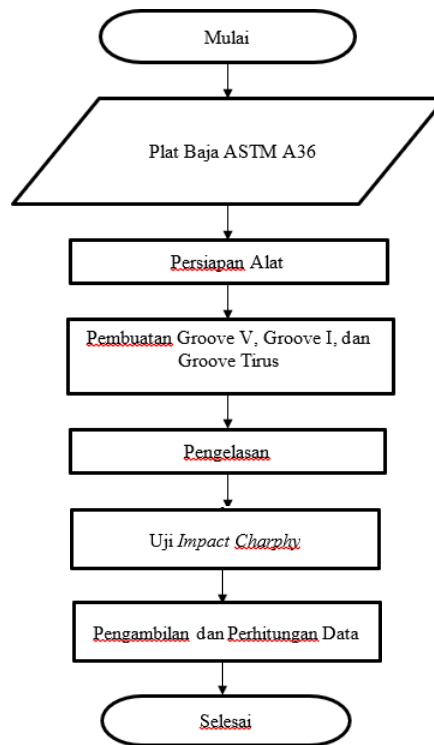 Mulai
Plat Baja ASTM A36
Persiapan Alat
Pembuatan Groove V, Groove I, dan
Groove Tirus
Pengelasan
Uji Impact Charphy
Pengambilan dan Perhitungan Data
Selesai